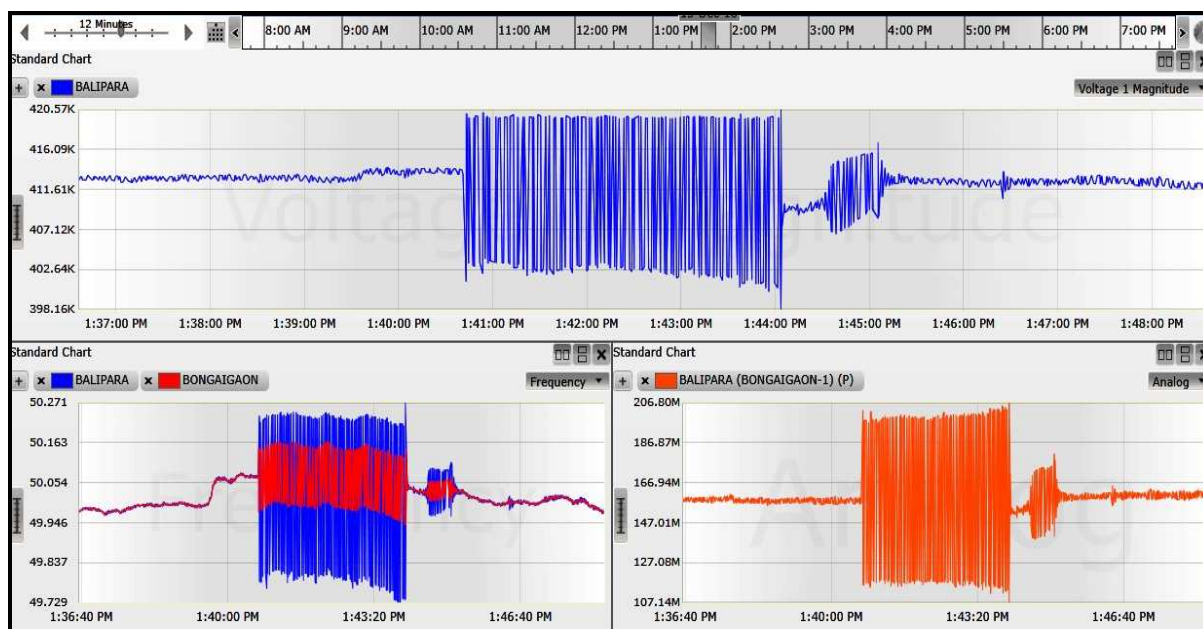 12 Minutes
8:00 AM 9:00 AM 10:00 AM 11:00 AM 12:00 PM 1:00 PM 2:00 PM 3:00 PM 4:00 PM 5:00 PM 6:00 PM 7:00 PM
Standard Chart
+ × BALIPARA Voltage 1 Magnitude
420.57K
416.09K
411.61K
407.12K
402.64K
398.16K
Voltage 1 Magnitude
1:37:00 PM 1:38:00 PM 1:39:00 PM 1:40:00 PM 1:41:00 PM 1:42:00 PM 1:43:00 PM 1:44:00 PM 1:45:00 PM 1:46:00 PM 1:47:00 PM 1:48:00 PM
Standard Chart
+ × BALIPARA × BONGAIGAON Frequency
50.271
50.163
50.054
49.946
49.837
49.729
1:36:40 PM 1:40:00 PM 1:43:20 PM 1:46:40 PM
Standard Chart
+ × BALIPARA (BONGAIGAON-1) (P) Analog
206.80M
186.87M
166.94M
147.01M
127.08M
107.14M
Analog
1:36:40 PM 1:40:00 PM 1:43:20 PM 1:46:40 PM